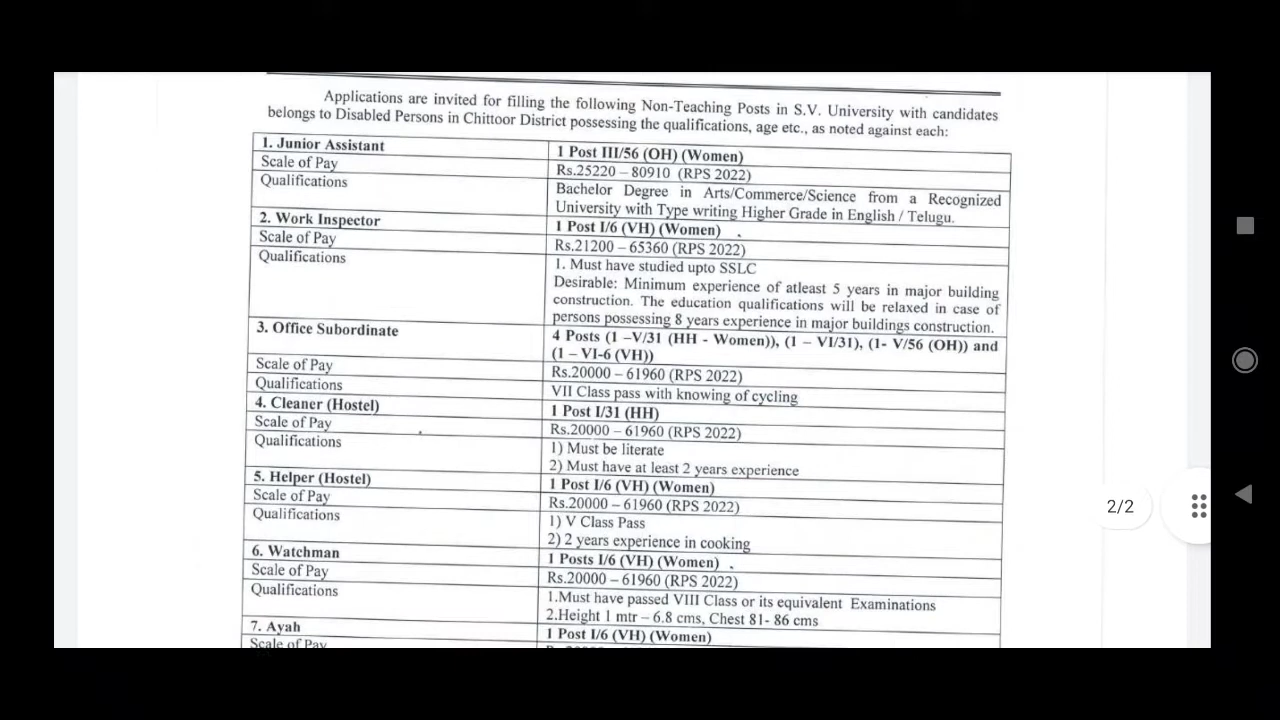 Applications are invited for filling the following Non-Teaching Posts in S.V. University with candidates
belongs to Disabled Persons in Chittoor District possessing the qualifications, age etc., as noted against each:
1. Junior Assistant
1 Post III/56 (OH) (Women)
Scale of Pay
Rs.25220 – 80910 (RPS 2022)
Qualifications
Bachelor Degree in Arts/Commerce/Science from a Recognized
University with Type writing Higher Grade in English / Telugu.
2. Work Inspector
1 Post I/6 (VH) (Women)
Scale of Pay
Rs.21200 – 65360 (RPS 2022)
Qualifications
1. Must have studied upto SSLC
Desirable: Minimum experience of atleast 5 years in major building
construction. The education qualifications will be relaxed in case of
persons possessing 8 years experience in major buildings construction.
3. Office Subordinate
4 Posts (1 –V/31 (HH - Women)), (1 – VI/31), (1- V/56 (OH)) and
(1 – VI-6 (VH))
Scale of Pay
Rs.20000 – 61960 (RPS 2022)
Qualifications
VII Class pass with knowing of cycling
4. Cleaner (Hostel)
1 Post I/31 (HH)
Scale of Pay
Rs.20000 – 61960 (RPS 2022)
Qualifications
1) Must be literate
2) Must have at least 2 years experience
5. Helper (Hostel)
1 Post I/6 (VH) (Women)
Scale of Pay
Rs.20000 – 61960 (RPS 2022)
Qualifications
1) V Class Pass
2) 2 years experience in cooking
6. Watchman
1 Posts I/6 (VH) (Women)
Scale of Pay
Rs.20000 – 61960 (RPS 2022)
Qualifications
1.Must have passed VIII Class or its equivalent Examinations
2.Height 1 mtr – 6.8 cms, Chest 81- 86 cms
7. Ayah
1 Post I/6 (VH) (Women)
Scale of Pay
2/2